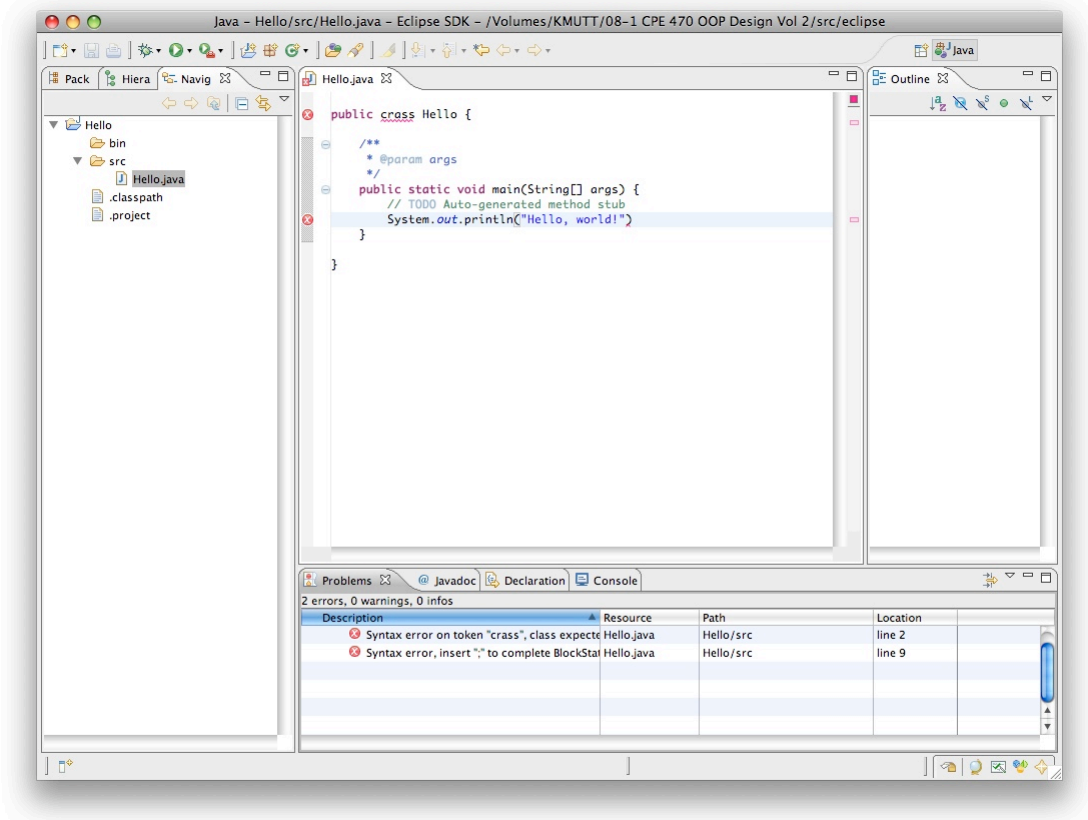 Java – Hello/src/Hello.java – Eclipse SDK – /Volumes/KMUTT/08-1 CPE 470 OOP Design Vol 2/src/eclipse
Java
Pack Hiera Navig
Hello
bin
src
Hello.java
.classpath
.project
Hello.java
public crass Hello {
/**
* @param args
*/
public static void main(String[] args) {
// TODO Auto-generated method stub
System.out.println("Hello, world!")
}
}
Outline
Problems @ Javadoc Declaration Console
2 errors, 0 warnings, 0 infos
Description Resource Path Location
Syntax error on token "crass", class expecte Hello.java Hello/src line 2
Syntax error, insert ";" to complete BlockStat Hello.java Hello/src line 9